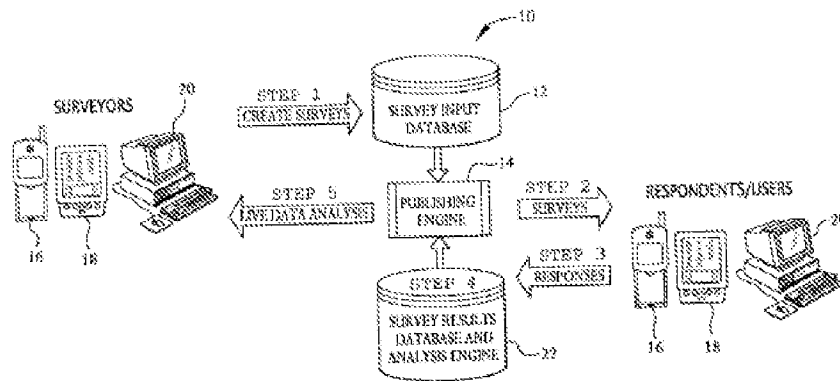 10
STEP 1
CREATE SURVEYS
SURVEY INPUT
DATABASE
12
SURVEYORS
20
16
18
STEP 5
LIVE DATA ANALYSIS
PUBLISHING
ENGINE
14
STEP 2
SURVEYS
STEP 3
RESPONSES
RESPONDENTS/USERS
20
16
18
STEP 4
SURVEY RESULTS
DATABASE AND
ANALYSIS ENGINE
22